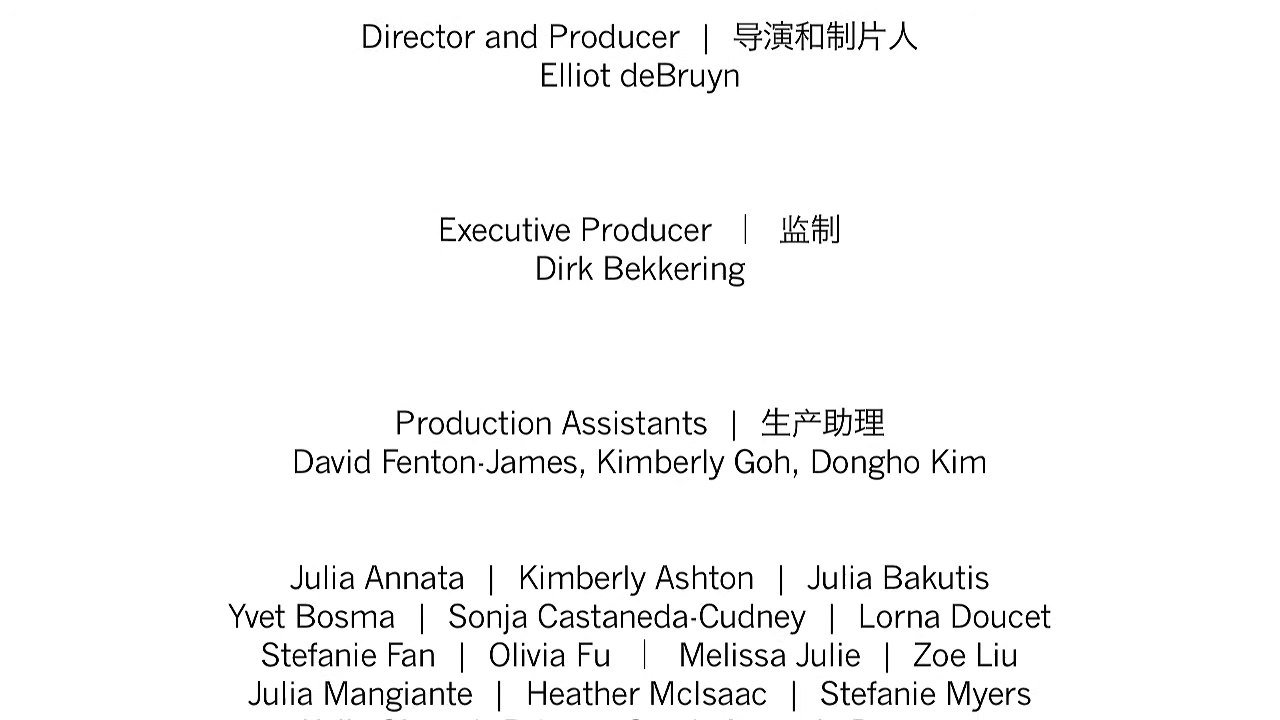 Director and Producer | 导演和制片人
Elliot deBruyn
Executive Producer | 监制
Dirk Bekkering
Production Assistants | 生产助理
David Fenton-James, Kimberly Goh, Dongho Kim
Julia Annata | Kimberly Ashton | Julia Bakutis
Yvet Bosma | Sonja Castaneda-Cudney | Lorna Doucet
Stefanie Fan | Olivia Fu | Melissa Julie | Zoe Liu
Julia Mangiante | Heather McIsaac | Stefanie Myers